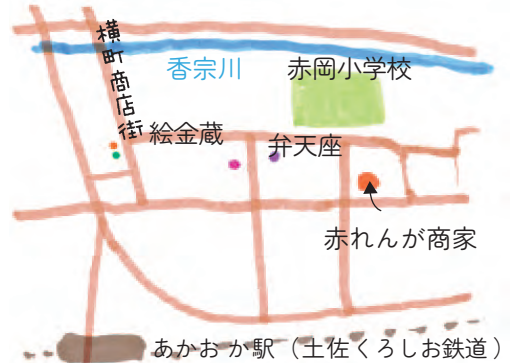 横町商店街
香宗川
赤岡小学校
絵金蔵
弁天座
赤れんが商家
あかおか駅（土佐くろしお鉄道）